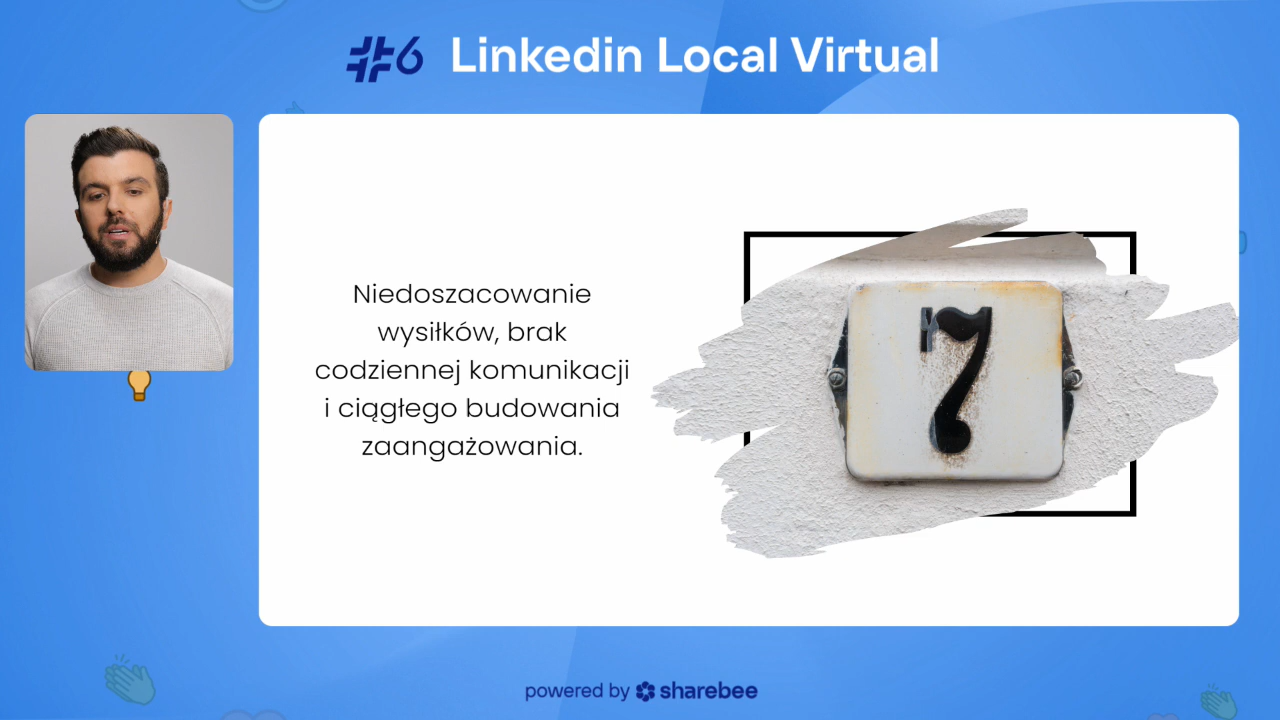 #6 Linkedin Local Virtual
Niedoszacowanie
wysiłków, brak
codziennej komunikacji
i ciągłego budowania
zaangażowania.
7
powered by sharebee